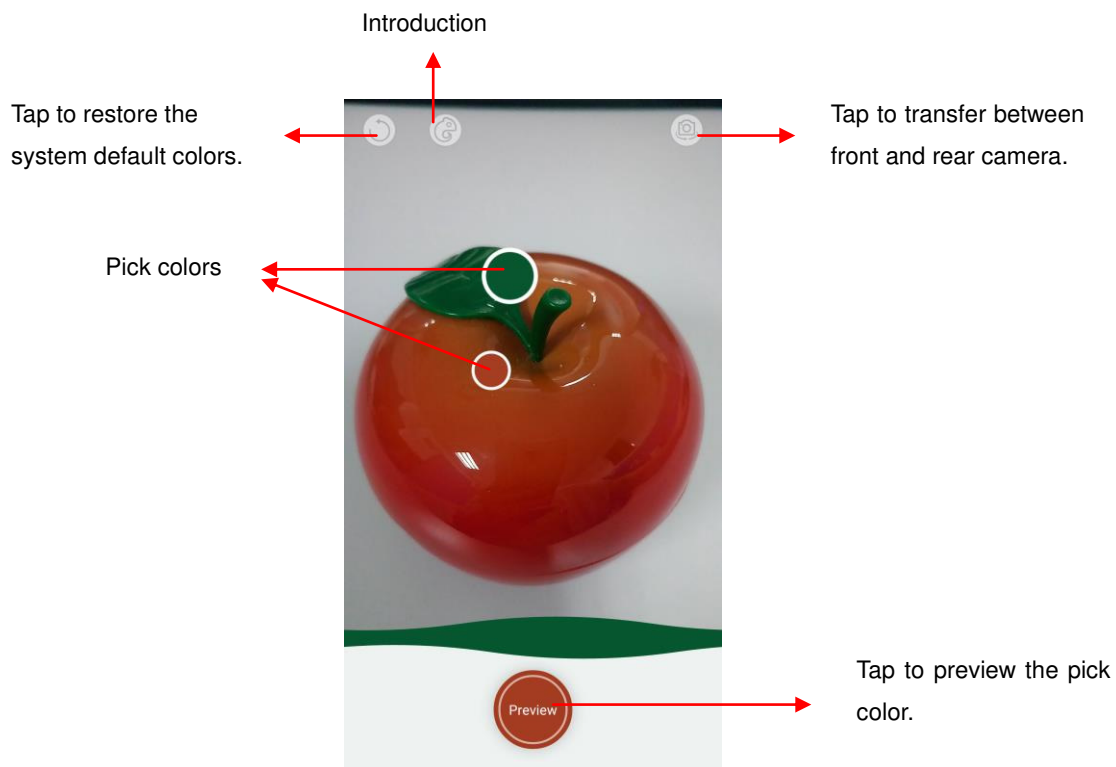 Introduction
Tap to restore the
system default colors.
Tap to transfer between
front and rear camera.
Pick colors
Tap to preview the pick
color.
Preview